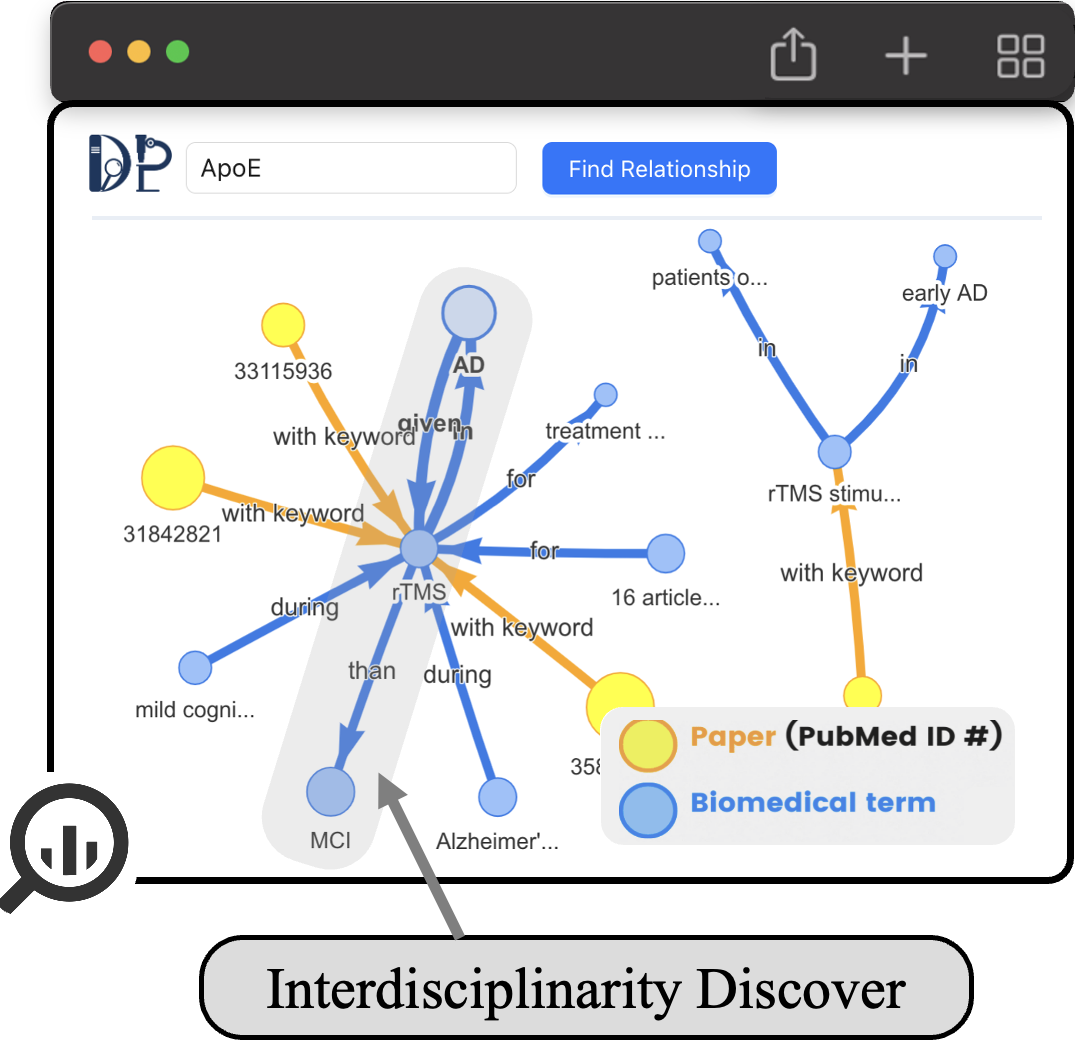 DP
ApoE
Find Relationship
patients o...
early AD
in
in
33115936
AD
given
in
with keyword
treatment ...
for
31842821
with keyword
rTMS stimu...
for
16 article...
rTMS
with keyword
during
with keyword
than
during
mild cogni...
358
MCI
Alzheimer'...
Paper (PubMed ID #)
Biomedical term
Interdisciplinarity Discover